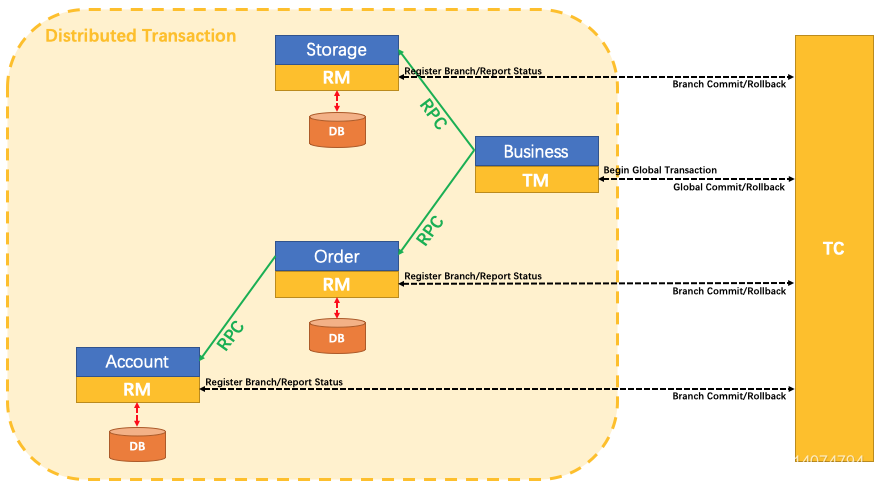 Distributed Transaction
Storage
RM
DB
Register Branch/Report Status
Branch Commit/Rollback
RPC
Business
TM
Begin Global Transaction
Global Commit/Rollback
RPC
Order
RM
DB
Register Branch/Report Status
Branch Commit/Rollback
TC
RPC
Account
RM
DB
Register Branch/Report Status
Branch Commit/Rollback